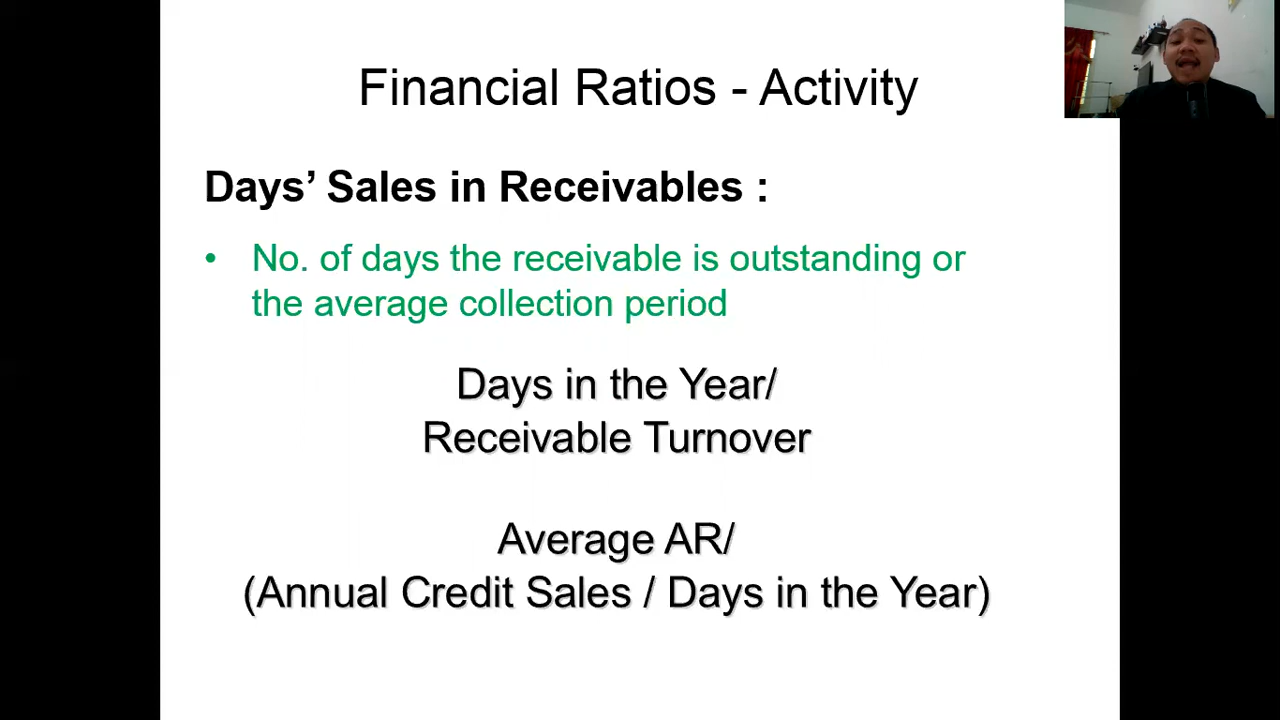 Financial Ratios - Activity
Days’ Sales in Receivables :
• No. of days the receivable is outstanding or
the average collection period
Days in the Year/
Receivable Turnover
Average AR/
(Annual Credit Sales / Days in the Year)